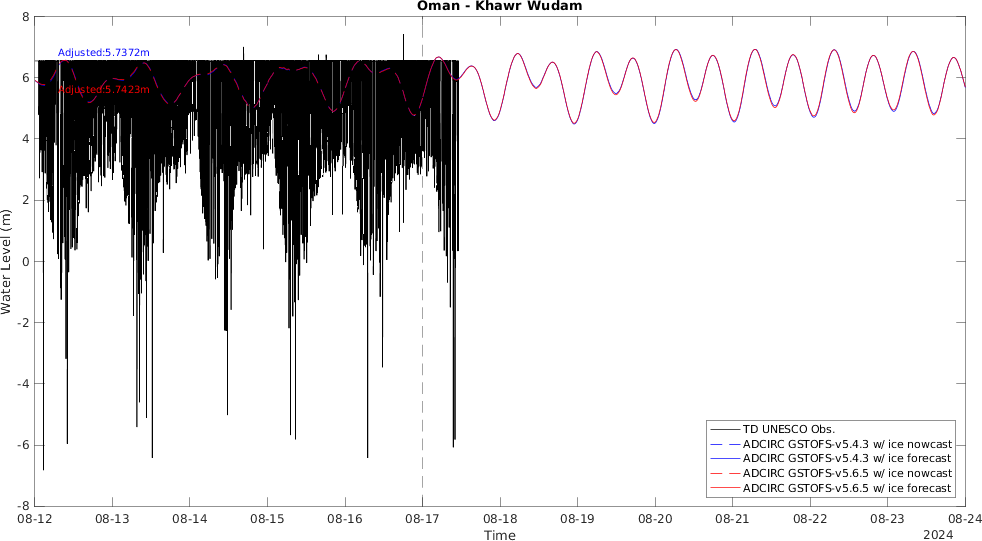 Oman - Khawr Wudam
8
6
4
2
0
-2
-4
-6
-8
Water Level (m)
Adjusted:5.7372m
Adjusted:5.7423m
TD UNESCO Obs.
ADCIRC GSTOFS-v5.4.3 w/ ice nowcast
ADCIRC GSTOFS-v5.4.3 w/ ice forecast
ADCIRC GSTOFS-v5.6.5 w/ ice nowcast
ADCIRC GSTOFS-v5.6.5 w/ ice forecast
08-12 08-13 08-14 08-15 08-16 08-17 08-18 08-19 08-20 08-21 08-22 08-23 08-24
Time
2024